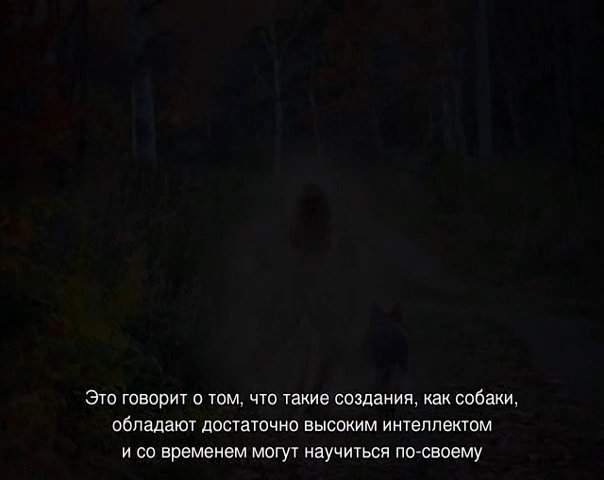 Это говорит о том, что такие создания, как собаки,
обладают достаточно высоким интеллектом
и со временем могут научиться по-своему